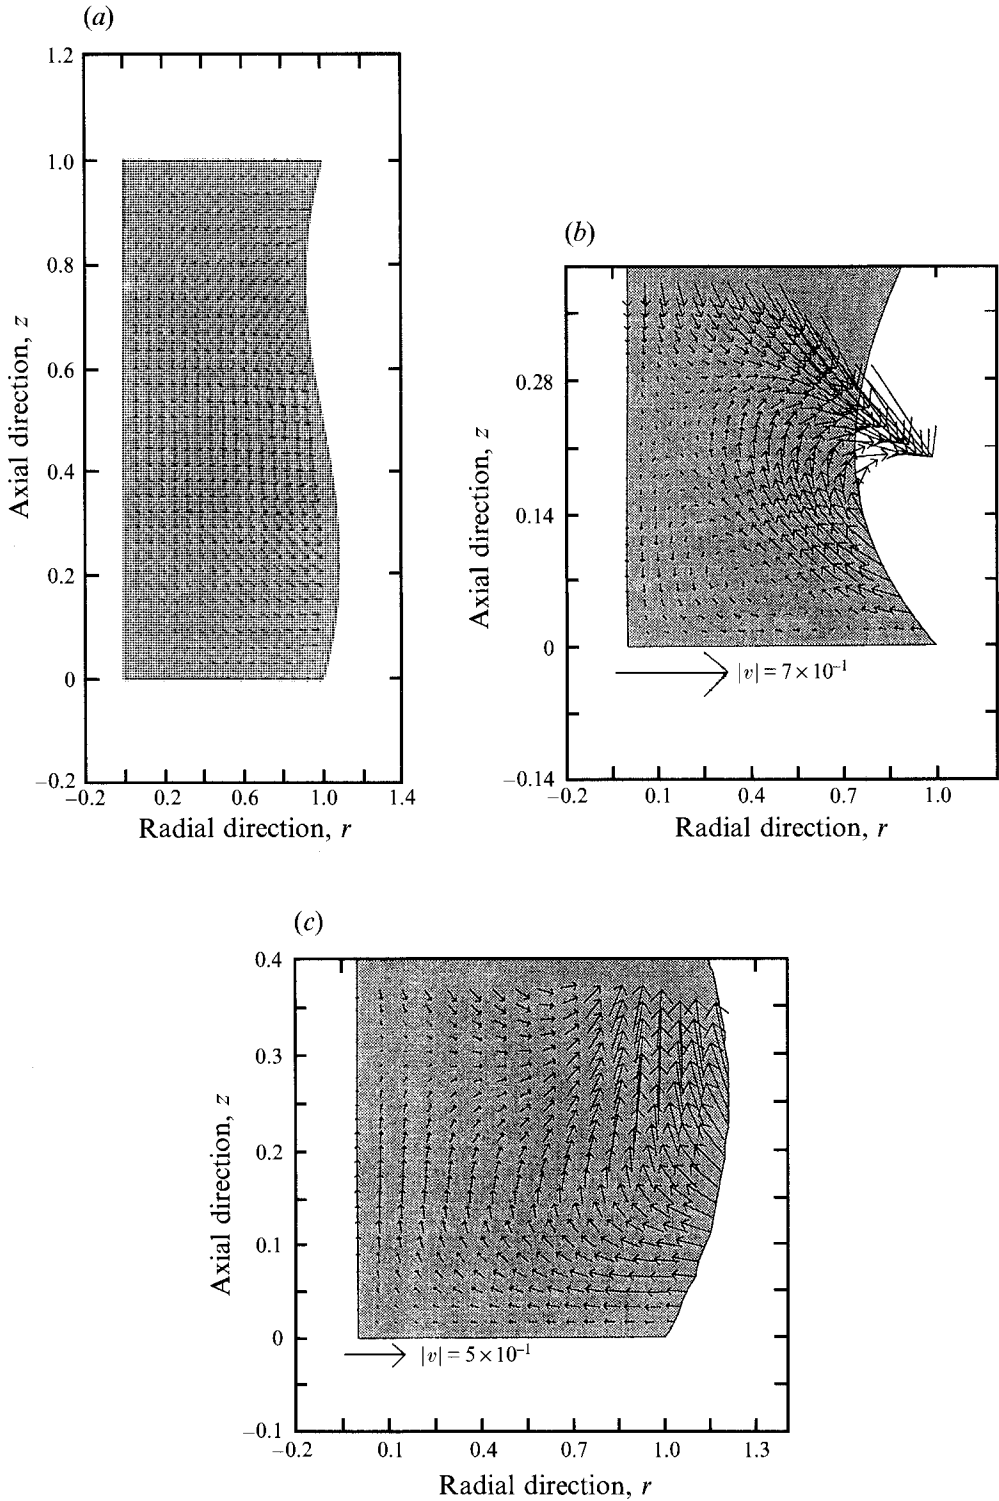 (a)
1.2
1.0
0.8
0.6
0.4
0.2
0
−0.2
Axial direction, z
−0.2 0.2 0.6 1.0 1.4
Radial direction, r
(b)
0.28
0.14
0
−0.14
Axial direction, z
|v| = 7 × 10⁻¹
−0.2 0.1 0.4 0.7 1.0
Radial direction, r
(c)
0.4
0.3
0.2
0.1
0
−0.1
Axial direction, z
|v| = 5 × 10⁻¹
−0.2 0.1 0.4 0.7 1.0 1.3
Radial direction, r